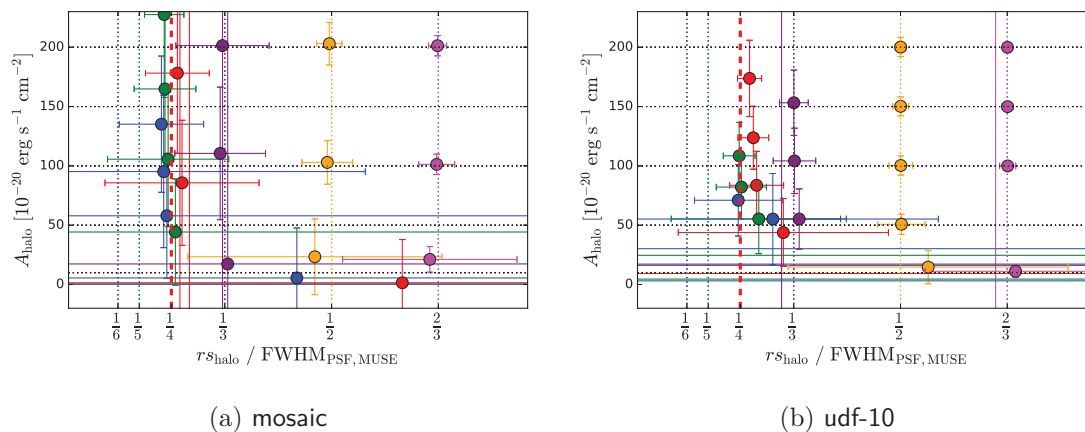 200
150
100
50
0
A_halo [10^−20 erg s^−1 cm^−2]
1/6 1/5 1/4 1/3 1/2 2/3
rs_halo / FWHM_PSF, MUSE
(a) mosaic
200
150
100
50
0
A_halo [10^−20 erg s^−1 cm^−2]
1/6 1/5 1/4 1/3 1/2 2/3
rs_halo / FWHM_PSF, MUSE
(b) udf-10